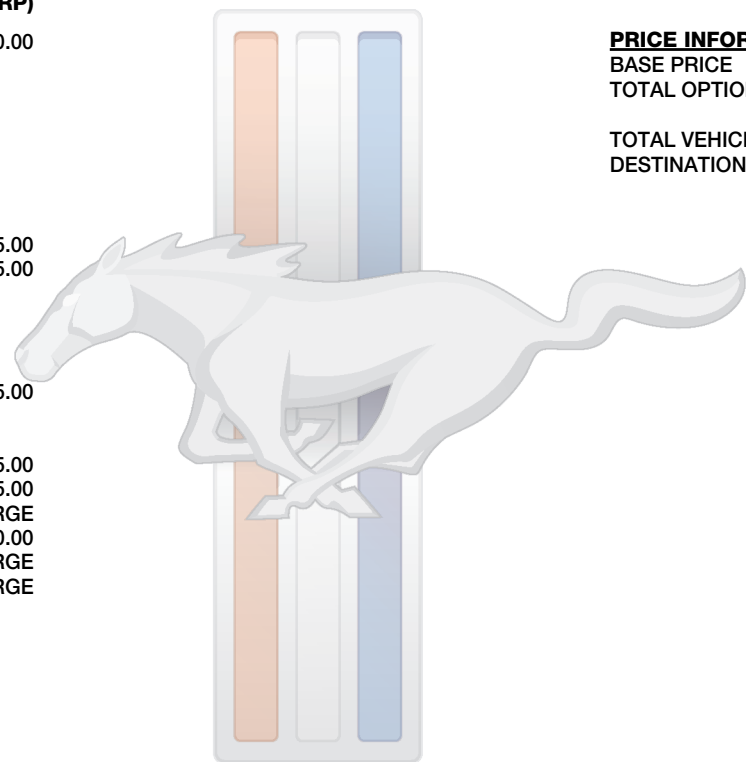 RP)
0.00
5.00
5.00
5.00
5.00
5.00
RGE
0.00
RGE
RGE
PRICE INFOR
BASE PRICE
TOTAL OPTIO
TOTAL VEHICL
DESTINATION